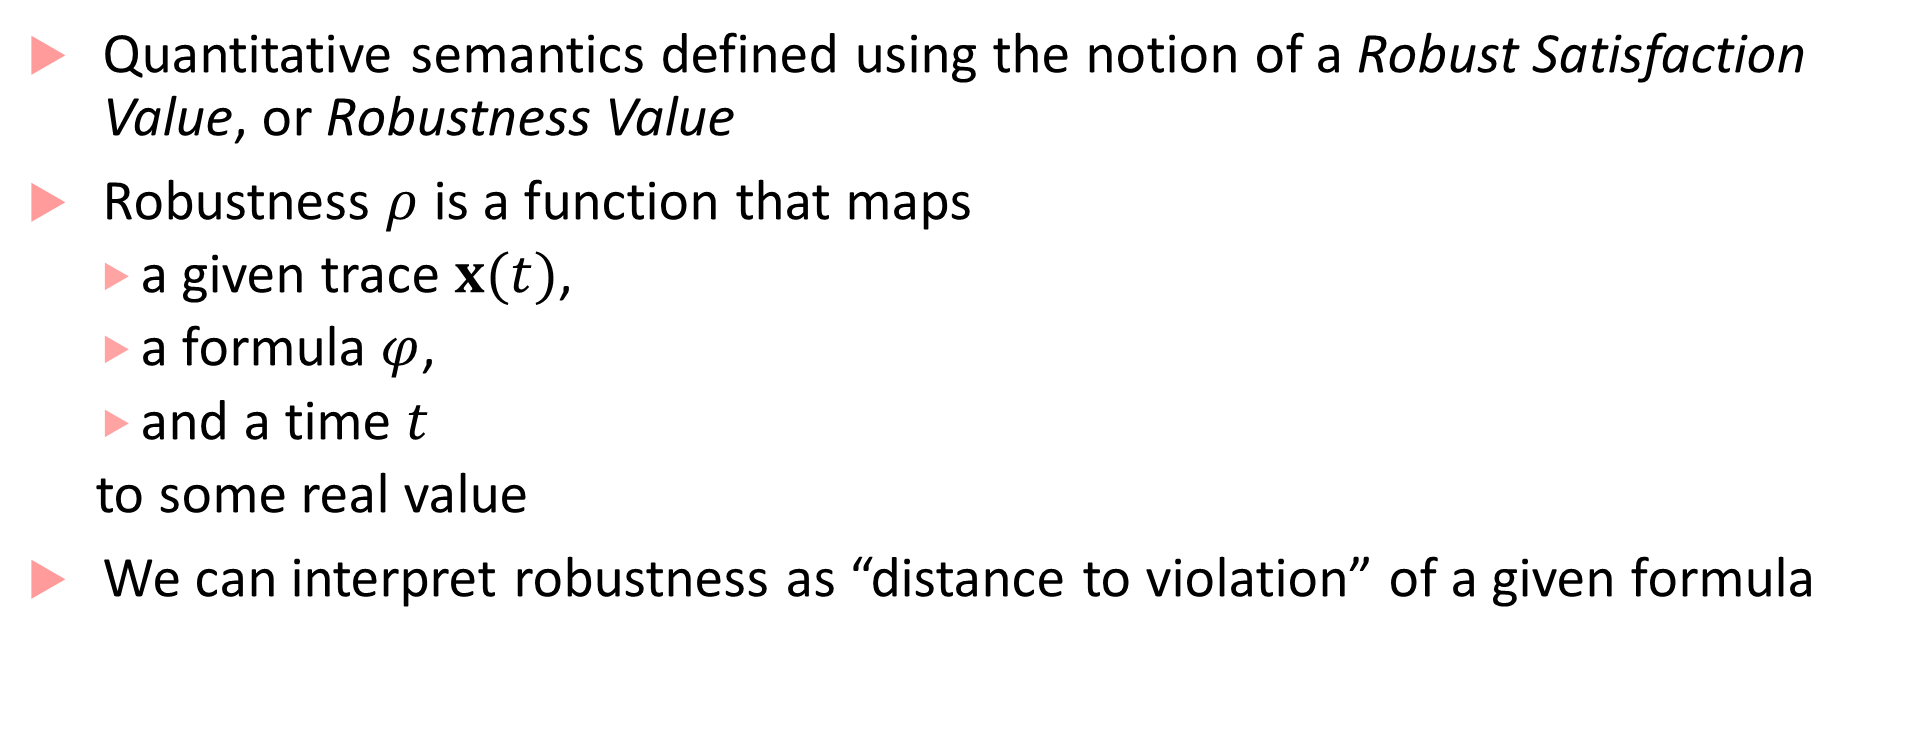 Quantitative semantics defined using the notion of a Robust Satisfaction
Value, or Robustness Value
Robustness ρ is a function that maps
a given trace 𝐱(𝑡),
a formula φ,
and a time 𝑡
to some real value
We can interpret robustness as “distance to violation” of a given formula